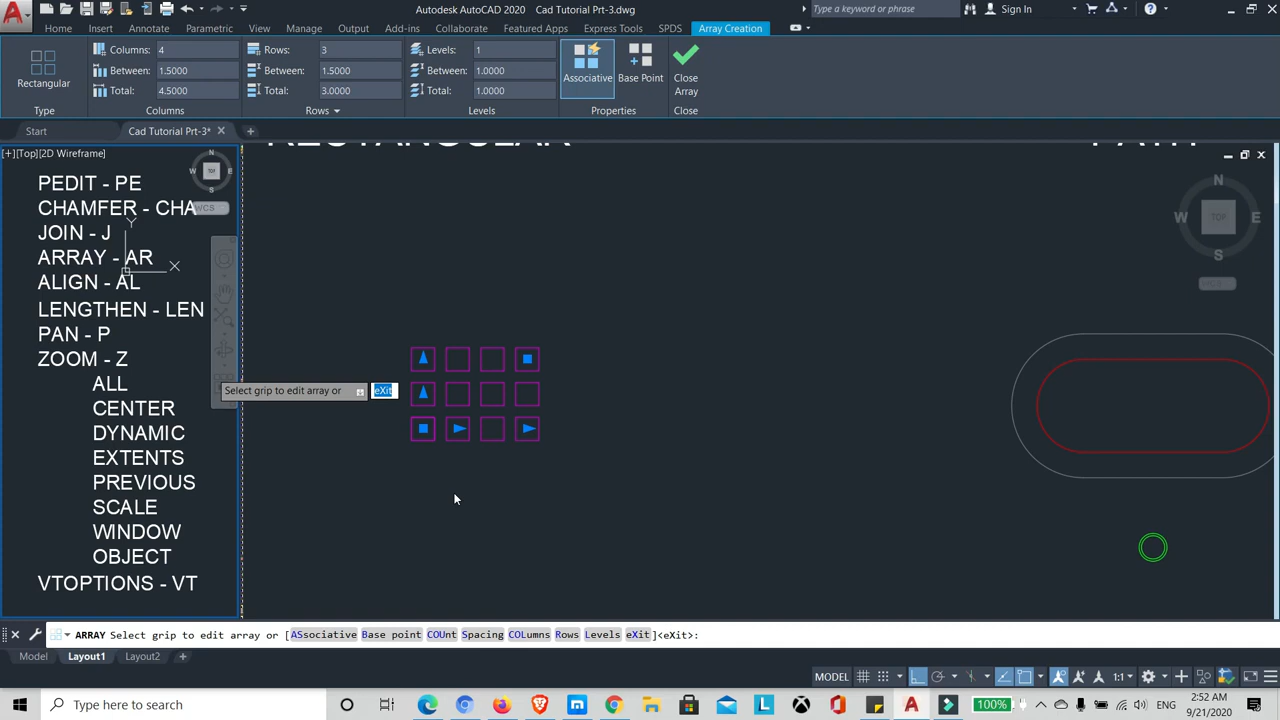 Autodesk AutoCAD 2020 Cad Tutorial Prt-3.dwg
Type a keyword or phrase
Sign In
Home Insert Annotate Parametric View Manage Output Add-ins Collaborate Featured Apps Express Tools SPDS Array Creation
Rectangular
Type
Columns: 4
Between: 1.5000
Total: 4.5000
Columns
Rows: 3
Between: 1.5000
Total: 3.0000
Rows
Levels: 1
Between: 1.0000
Total: 1.0000
Levels
Associative
Base Point
Properties
Close Array
Close
Start Cad Tutorial Prt-3*
[+][Top][2D Wireframe]
RECTANGULAR
PATH
N
W TOP E
S
WCS
PEDIT - PE
CHAMFER - CHA
JOIN - J
ARRAY - AR
ALIGN - AL
LENGTHEN - LEN
PAN - P
ZOOM - Z
ALL
CENTER
DYNAMIC
EXTENTS
PREVIOUS
SCALE
WINDOW
OBJECT
VTOPTIONS - VT
Y
X
Select grip to edit array or eXit
N
W TOP E
S
ARRAY Select grip to edit array or [ASsociative Base point COUnt Spacing COLumns Rows Levels eXit]<eXit>:
Model Layout1 Layout2
MODEL
1:1
Type here to search
100%
ENG
2:52 AM
9/21/2020